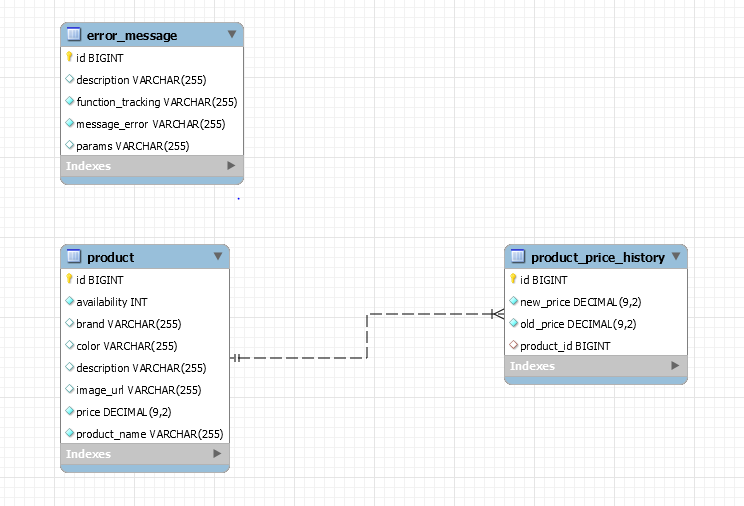 error_message
id BIGINT
description VARCHAR(255)
function_tracking VARCHAR(255)
message_error VARCHAR(255)
params VARCHAR(255)
Indexes
product
id BIGINT
availability INT
brand VARCHAR(255)
color VARCHAR(255)
description VARCHAR(255)
image_url VARCHAR(255)
price DECIMAL(9,2)
product_name VARCHAR(255)
Indexes
product_price_history
id BIGINT
new_price DECIMAL(9,2)
old_price DECIMAL(9,2)
product_id BIGINT
Indexes